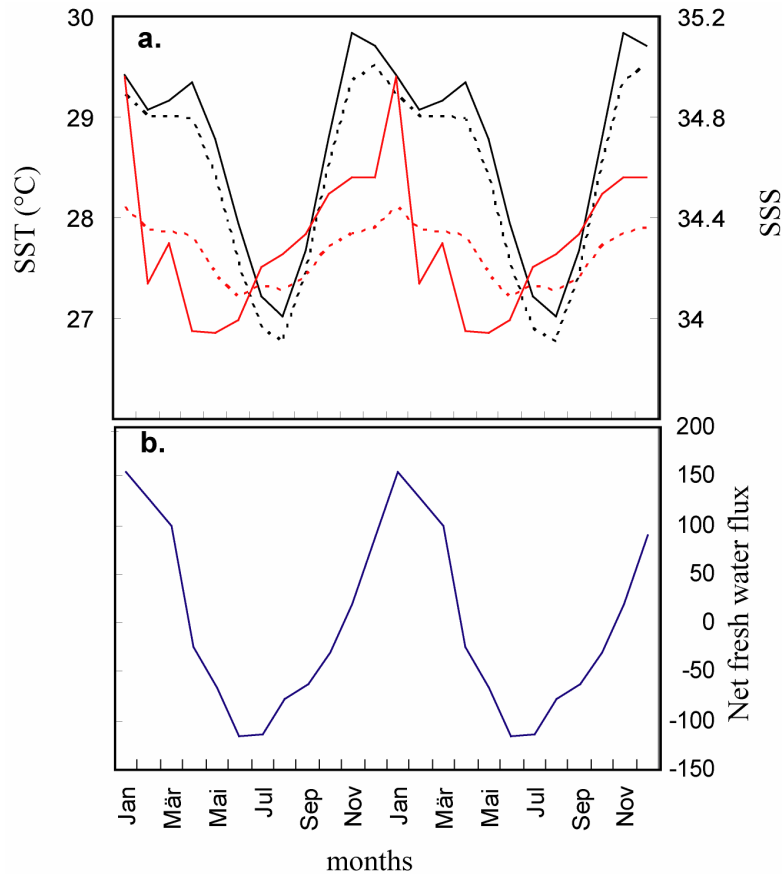 a.
30
29
28
27
SST (°C)
35.2
34.8
34.4
34
SSS
b.
200
150
100
50
0
-50
-100
-150
Net fresh water flux
Jan
Mär
Mai
Jul
Sep
Nov
Jan
Mär
Mai
Jul
Sep
Nov
months